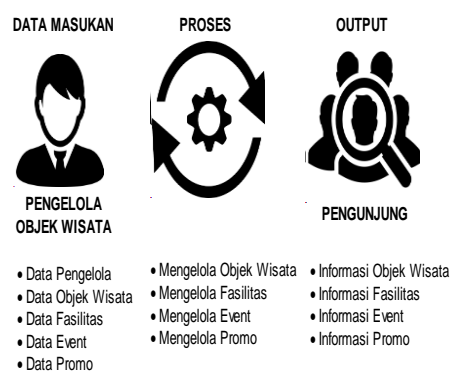 DATA MASUKAN
PENGELOLA
OBJEK WISATA
• Data Pengelola
• Data Objek Wisata
• Data Fasilitas
• Data Event
• Data Promo
PROSES
• Mengelola Objek Wisata
• Mengelola Fasilitas
• Mengelola Event
• Mengelola Promo
OUTPUT
PENGUNJUNG
• Informasi Objek Wisata
• Informasi Fasilitas
• Informasi Event
• Informasi Promo